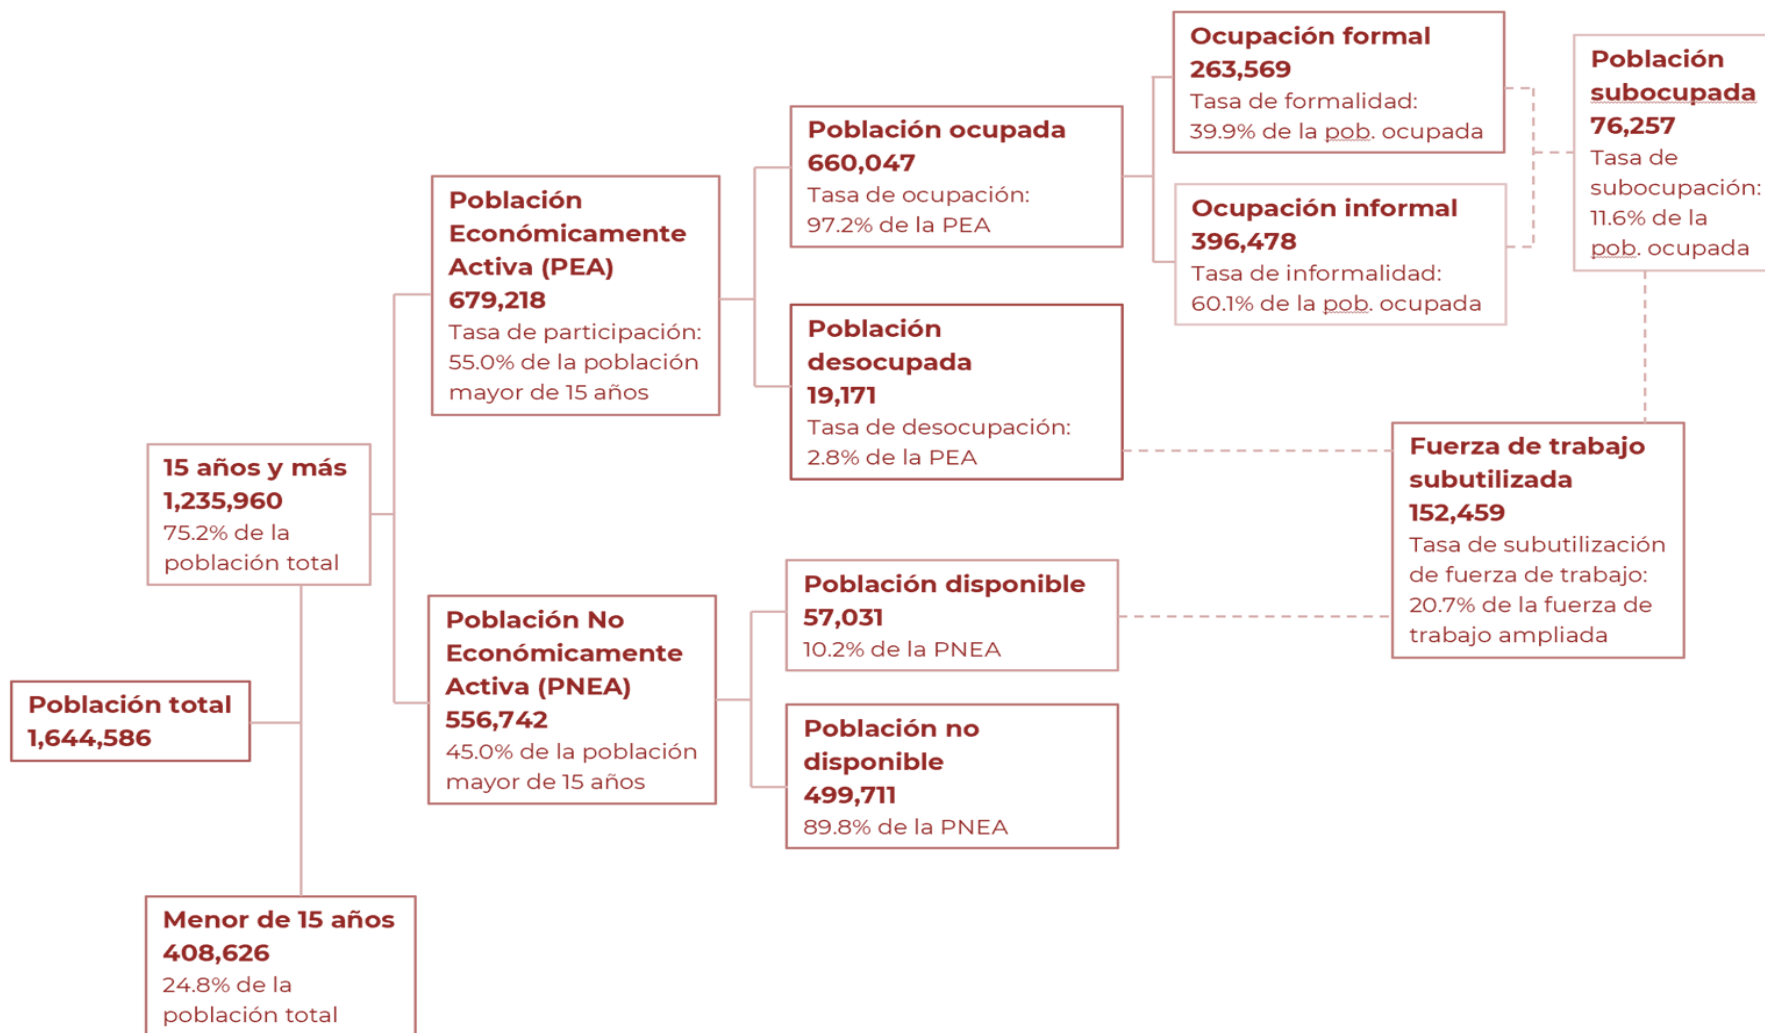 Población total
1,644,586
15 años y más
1,235,960
75.2% de la
población total
Menor de 15 años
408,626
24.8% de la
población total
Población
Económicamente
Activa (PEA)
679,218
Tasa de participación:
55.0% de la población
mayor de 15 años
Población No
Económicamente
Activa (PNEA)
556,742
45.0% de la población
mayor de 15 años
Población ocupada
660,047
Tasa de ocupación:
97.2% de la PEA
Población
desocupada
19,171
Tasa de desocupación:
2.8% de la PEA
Población disponible
57,031
10.2% de la PNEA
Población no
disponible
499,711
89.8% de la PNEA
Ocupación formal
263,569
Tasa de formalidad:
39.9% de la pob. ocupada
Ocupación informal
396,478
Tasa de informalidad:
60.1% de la pob. ocupada
Población
subocupada
76,257
Tasa de
subocupación:
11.6% de la
pob. ocupada
Fuerza de trabajo
subutilizada
152,459
Tasa de subutilización
de fuerza de trabajo:
20.7% de la fuerza de
trabajo ampliada